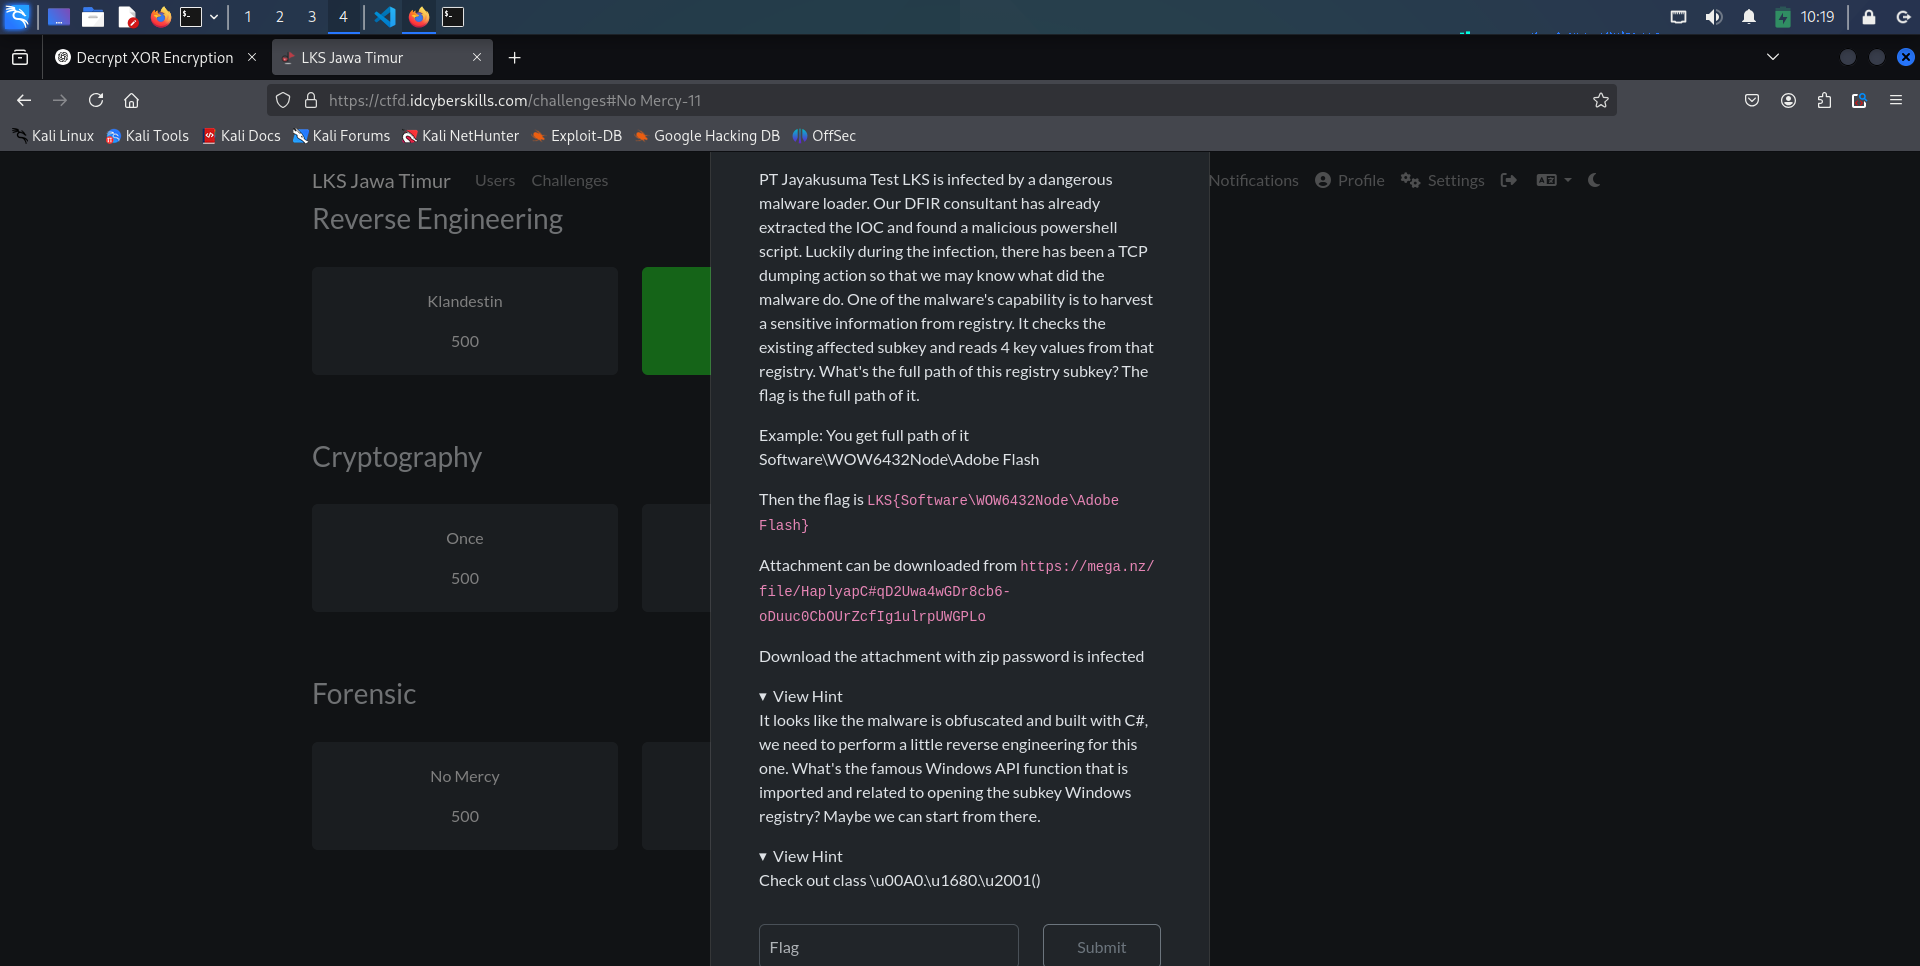 1 2 3 4 10:19
Decrypt XOR Encryption LKS Jawa Timur
https://ctfd.idcyberskills.com/challenges#No Mercy-11
Kali Linux Kali Tools Kali Docs Kali Forums Kali NetHunter Exploit-DB Google Hacking DB OffSec
LKS Jawa Timur Users Challenges Notifications Profile Settings
Reverse Engineering
Klandestin
500
Cryptography
Once
500
Forensic
No Mercy
500
PT Jayakusuma Test LKS is infected by a dangerous
malware loader. Our DFIR consultant has already
extracted the IOC and found a malicious powershell
script. Luckily during the infection, there has been a TCP
dumping action so that we may know what did the
malware do. One of the malware's capability is to harvest
a sensitive information from registry. It checks the
existing affected subkey and reads 4 key values from that
registry. What's the full path of this registry subkey? The
flag is the full path of it.
Example: You get full path of it
Software\WOW6432Node\Adobe Flash
Then the flag is LKS{Software\WOW6432Node\Adobe
Flash}
Attachment can be downloaded from https://mega.nz/
file/HaplyapC#qD2Uwa4wGDr8cb6-
oDuuc0CbOUrZcfIg1ulrpUWGPLo
Download the attachment with zip password is infected
View Hint
It looks like the malware is obfuscated and built with C#,
we need to perform a little reverse engineering for this
one. What's the famous Windows API function that is
imported and related to opening the subkey Windows
registry? Maybe we can start from there.
View Hint
Check out class \u00A0.\u1680.\u2001()
Flag Submit